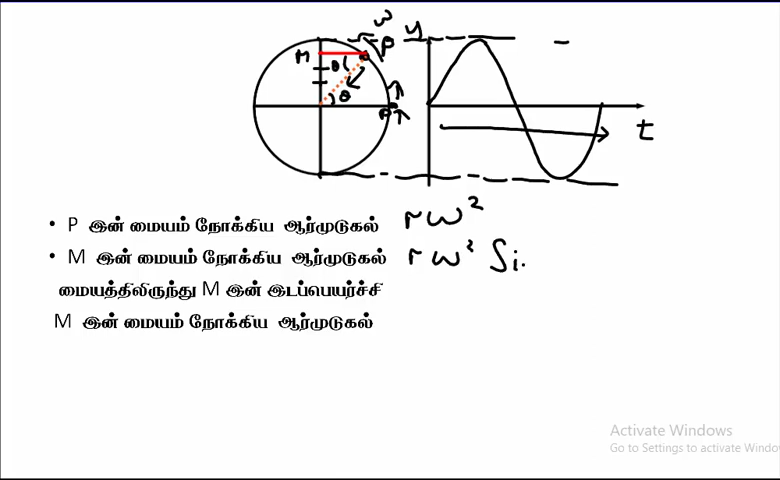 ω
P y
M
θ
θ
P
t
• P இன் மையம் நோக்கிய ஆர்முடுகல் rω²
• M இன் மையம் நோக்கிய ஆர்முடுகல் rω² Si.
மையத்திலிருந்து M இன் இடப்பெயர்ச்சி
M இன் மையம் நோக்கிய ஆர்முடுகல்
Activate Windows
Go to Settings to activate Windo